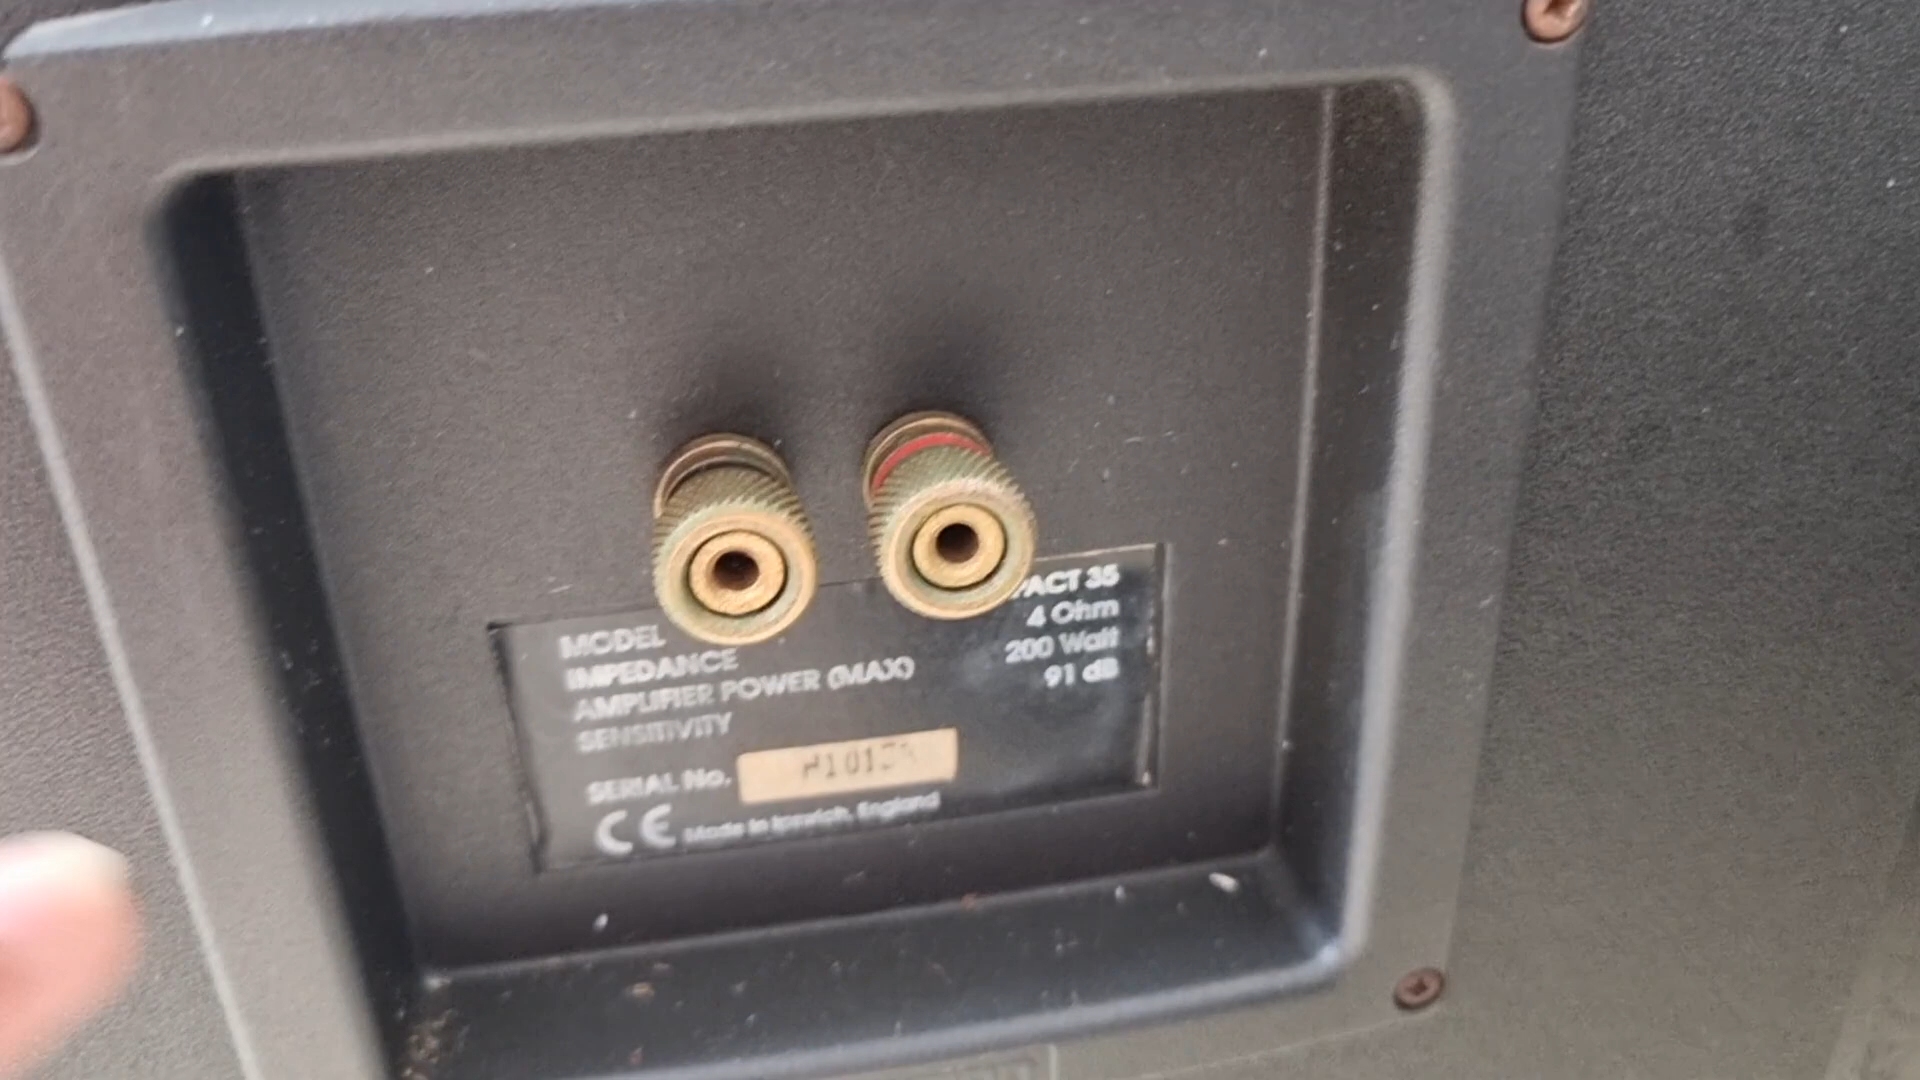 MODEL PACT 35
IMPEDANCE 4 Ohm
AMPLIFIER POWER (MAX) 200 Watt
SENSITIVITY 91 dB
SERIAL No.
CE Made in Ipswich, England